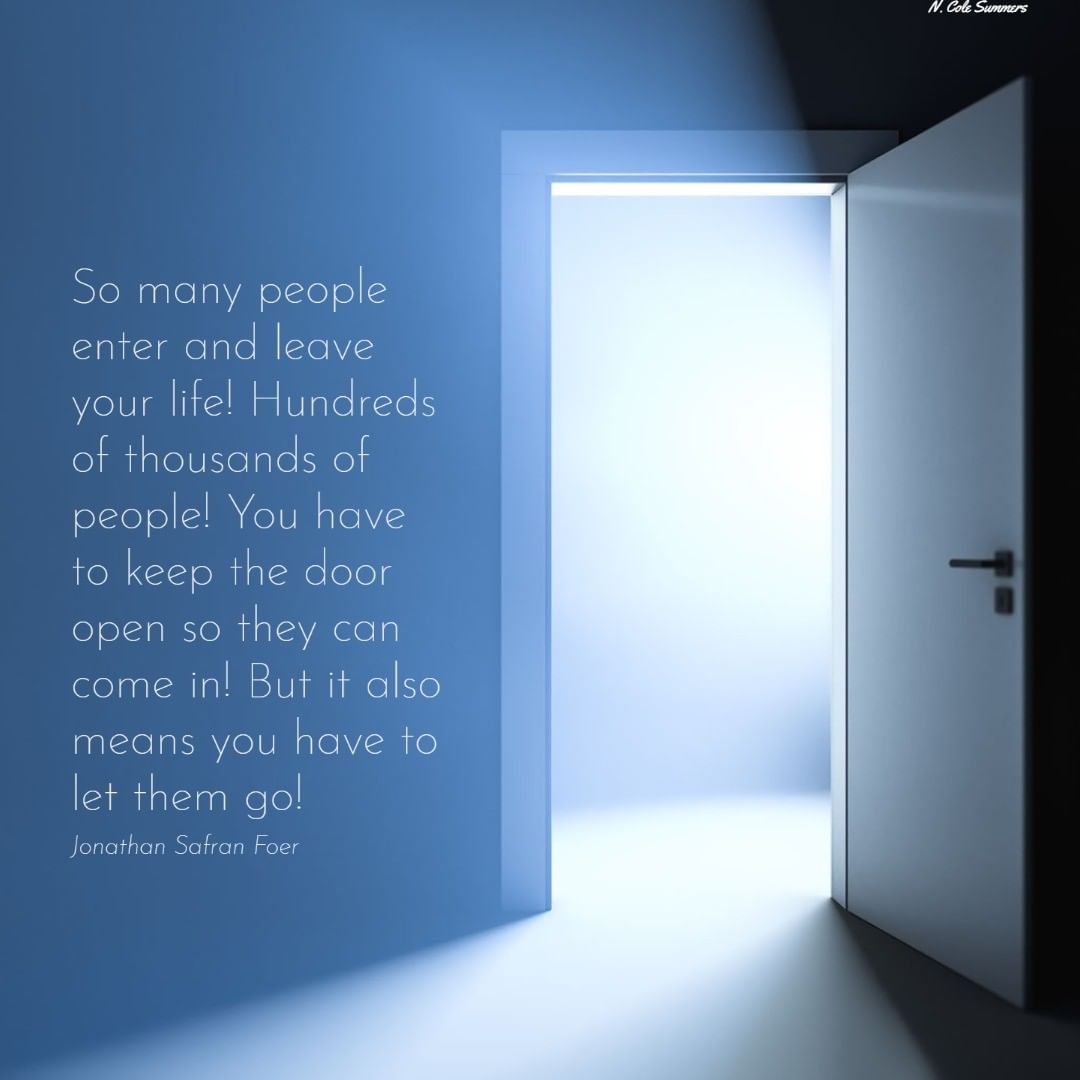 N. Cole Summers
So many people
enter and leave
your life! Hundreds
of thousands of
people! You have
to keep the door
open so they can
come in! But it also
means you have to
let them go!
Jonathan Safran Foer